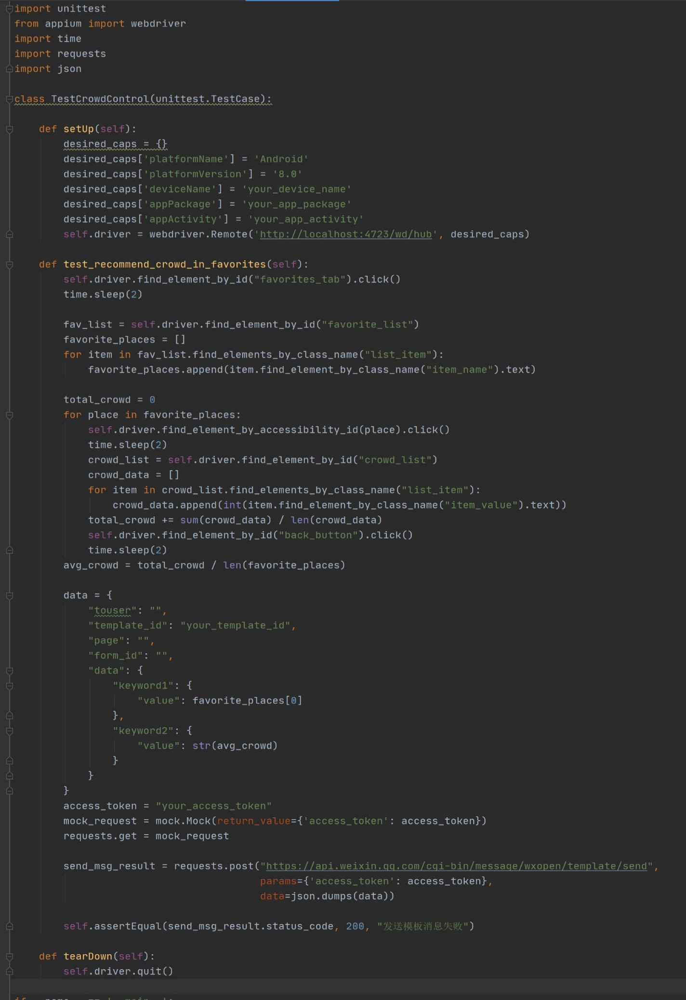 import unittest
from appium import webdriver
import time
import requests
import json

class TestCrowdControl(unittest.TestCase):

    def setUp(self):
        desired_caps = {}
        desired_caps['platformName'] = 'Android'
        desired_caps['platformVersion'] = '8.0'
        desired_caps['deviceName'] = 'your_device_name'
        desired_caps['appPackage'] = 'your_app_package'
        desired_caps['appActivity'] = 'your_app_activity'
        self.driver = webdriver.Remote('http://localhost:4723/wd/hub', desired_caps)

    def test_recommend_crowd_in_favorites(self):
        self.driver.find_element_by_id("favorites_tab").click()
        time.sleep(2)

        fav_list = self.driver.find_element_by_id("favorite_list")
        favorite_places = []
        for item in fav_list.find_elements_by_class_name("list_item"):
            favorite_places.append(item.find_element_by_class_name("item_name").text)

        total_crowd = 0
        for place in favorite_places:
            self.driver.find_element_by_accessibility_id(place).click()
            time.sleep(2)
            crowd_list = self.driver.find_element_by_id("crowd_list")
            crowd_data = []
            for item in crowd_list.find_elements_by_class_name("list_item"):
                crowd_data.append(int(item.find_element_by_class_name("item_value").text))
            total_crowd += sum(crowd_data) / len(crowd_data)
            self.driver.find_element_by_id("back_button").click()
            time.sleep(2)
        avg_crowd = total_crowd / len(favorite_places)

        data = {
            "touser": "",
            "template_id": "your_template_id",
            "page": "",
            "form_id": "",
            "data": {
                "keyword1": {
                    "value": favorite_places[0]
                },
                "keyword2": {
                    "value": str(avg_crowd)
                }
            }
        }
        access_token = "your_access_token"
        mock_request = mock.Mock(return_value={'access_token': access_token})
        requests.get = mock_request

        send_msg_result = requests.post("https://api.weixin.qq.com/cgi-bin/message/wxopen/template/send",
                                        params={'access_token': access_token},
                                        data=json.dumps(data))

        self.assertEqual(send_msg_result.status_code, 200, "发送模板消息失败")

    def tearDown(self):
        self.driver.quit()